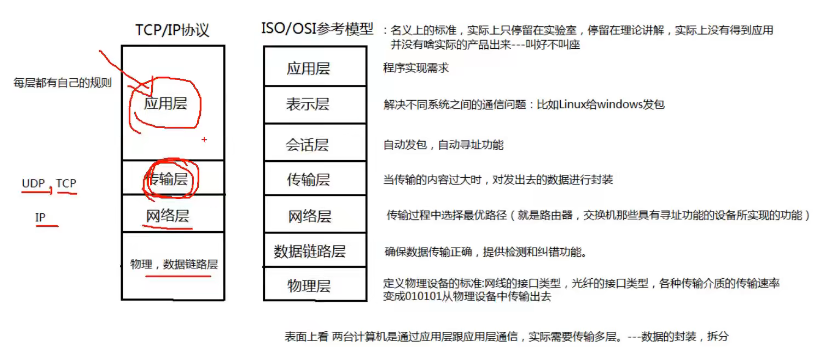 TCP/IP协议
ISO/OSI参考模型
：名义上的标准，实际上只停留在实验室，停留在理论讲解，实际上没有得到应用
并没有啥实际的产品出来---叫好不叫座
每层都有自己的规则
应用层
应用层
程序实现需求
表示层
解决不同系统之间的通信问题：比如Linux给windows发包
会话层
自动发包，自动寻址功能
UDP TCP
传输层
传输层
当传输的内容过大时，对发出去的数据进行封装
IP
网络层
网络层
传输过程中选择最优路径（就是路由器，交换机那些具有寻址功能的设备所实现的功能）
物理，数据链路层
数据链路层
确保数据传输正确，提供检测和纠错功能。
物理层
定义物理设备的标准:网线的接口类型，光纤的接口类型，各种传输介质的传输速率
变成010101从物理设备中传输出去
表面上看 两台计算机是通过应用层跟应用层通信，实际需要传输多层。---数据的封装，拆分